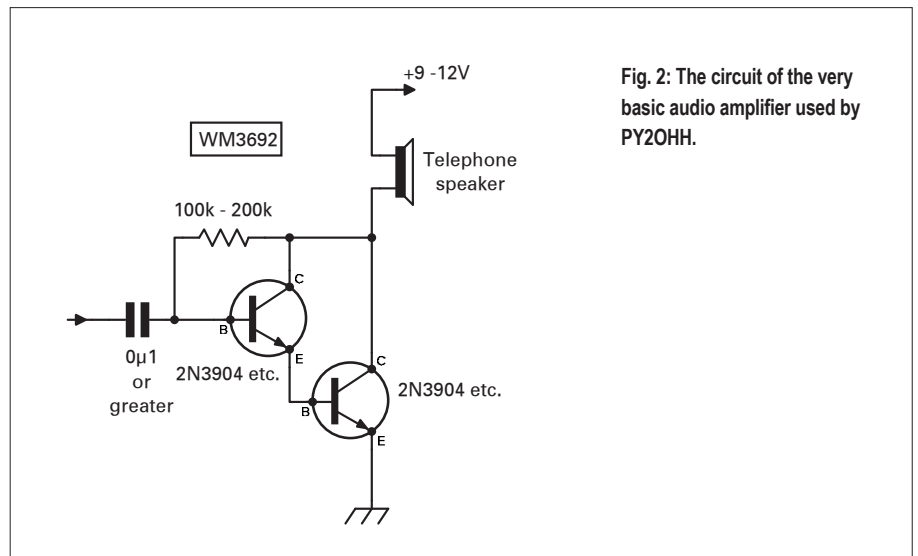 +9 -12V
Fig. 2: The circuit of the very
basic audio amplifier used by
PY2OHH.
WM3692
Telephone
speaker
100k - 200k
C
B
E
0µ1
or
greater
2N3904 etc.
C
B
2N3904 etc.
E